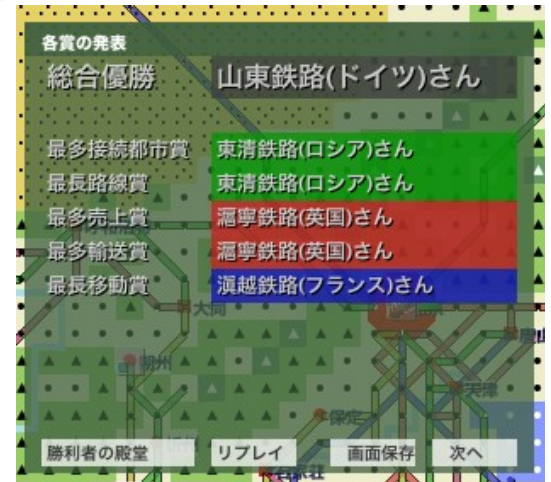 各賞の発表
総合優勝 山東鉄路(ドイツ)さん
最多接続都市賞 東清鉄路(ロシア)さん
最長路線賞 東清鉄路(ロシア)さん
最多売上賞 滬寧鉄路(英国)さん
最多輸送賞 滬寧鉄路(英国)さん
最長移動賞 滇越鉄路(フランス)さん
大同
朔州
唐山
天津
保定
勝利者の殿堂 リプレイ 画面保存 次へ
石家荘